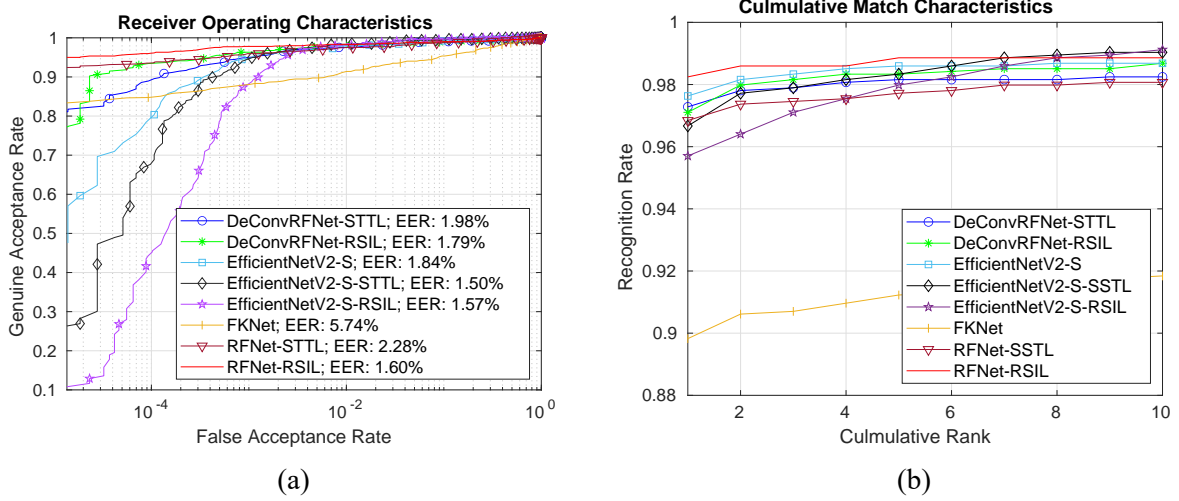 Receiver Operating Characteristics
1
0.9
0.8
0.7
0.6
0.5
0.4
0.3
0.2
0.1
Genuine Acceptance Rate
DeConvRFNet-STTL; EER: 1.98%
DeConvRFNet-RSIL; EER: 1.79%
EfficientNetV2-S; EER: 1.84%
EfficientNetV2-S-STTL; EER: 1.50%
EfficientNetV2-S-RSIL; EER: 1.57%
FKNet; EER: 5.74%
RFNet-STTL; EER: 2.28%
RFNet-RSIL; EER: 1.60%
10^-4 10^-2 10^0
False Acceptance Rate
(a)
Culmulative Match Characteristics
1
0.98
0.96
0.94
0.92
0.9
0.88
Recognition Rate
DeConvRFNet-STTL
DeConvRFNet-RSIL
EfficientNetV2-S
EfficientNetV2-S-SSTL
EfficientNetV2-S-RSIL
FKNet
RFNet-SSTL
RFNet-RSIL
2 4 6 8 10
Culmulative Rank
(b)